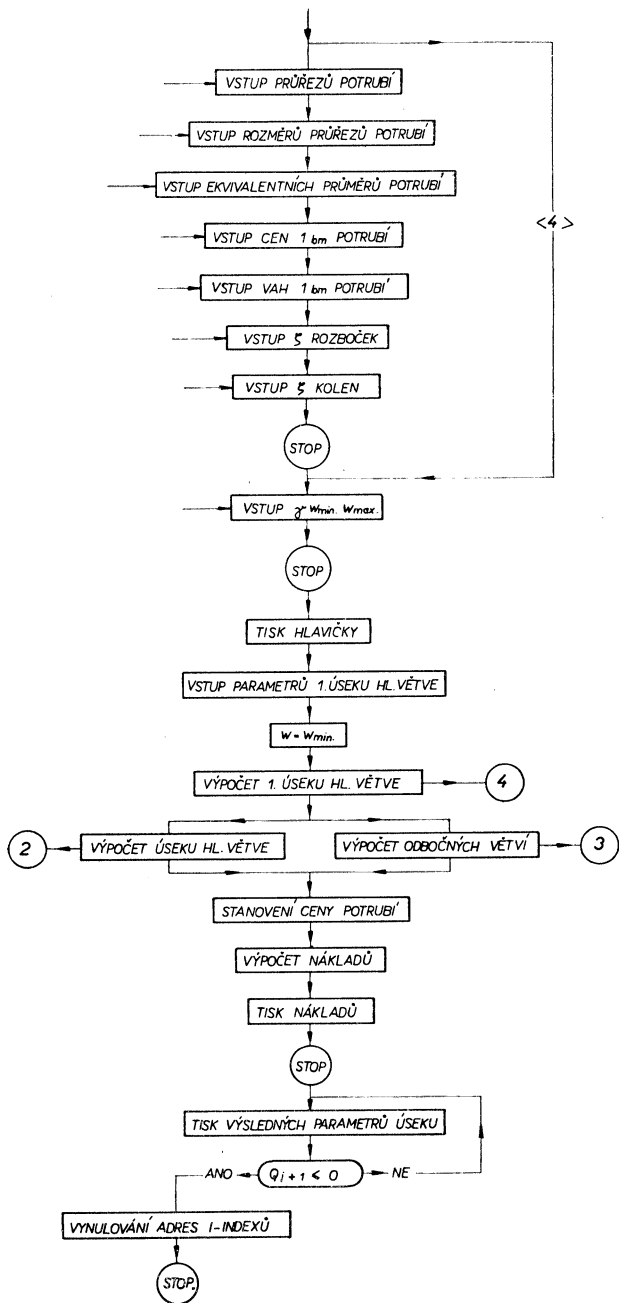 VSTUP PRŮŘEZŮ POTRUBÍ
VSTUP ROZMĚRŮ PRŮŘEZŮ POTRUBÍ
VSTUP EKVIVALENTNÍCH PRŮMĚRŮ POTRUBÍ
VSTUP CEN 1 bm POTRUBÍ
<4>
VSTUP VAH 1 bm POTRUBÍ
VSTUP ξ ROZBOČEK
VSTUP ξ KOLEN
STOP
VSTUP γ wmin. wmax.
STOP
TISK HLAVIČKY
VSTUP PARAMETRŮ 1. ÚSEKU HL. VĚTVE
w = wmin.
VÝPOČET 1. ÚSEKU HL. VĚTVE
4
2
VÝPOČET ÚSEKU HL. VĚTVE
VÝPOČET ODBOČNÝCH VĚTVÍ
3
STANOVENÍ CENY POTRUBÍ
VÝPOČET NÁKLADŮ
TISK NÁKLADŮ
STOP
TISK VÝSLEDNÝCH PARAMETRŮ ÚSEKU
ANO
Qi+1 < 0
NE
VYNULOVÁNÍ ADRES I-INDEXŮ
STOP.